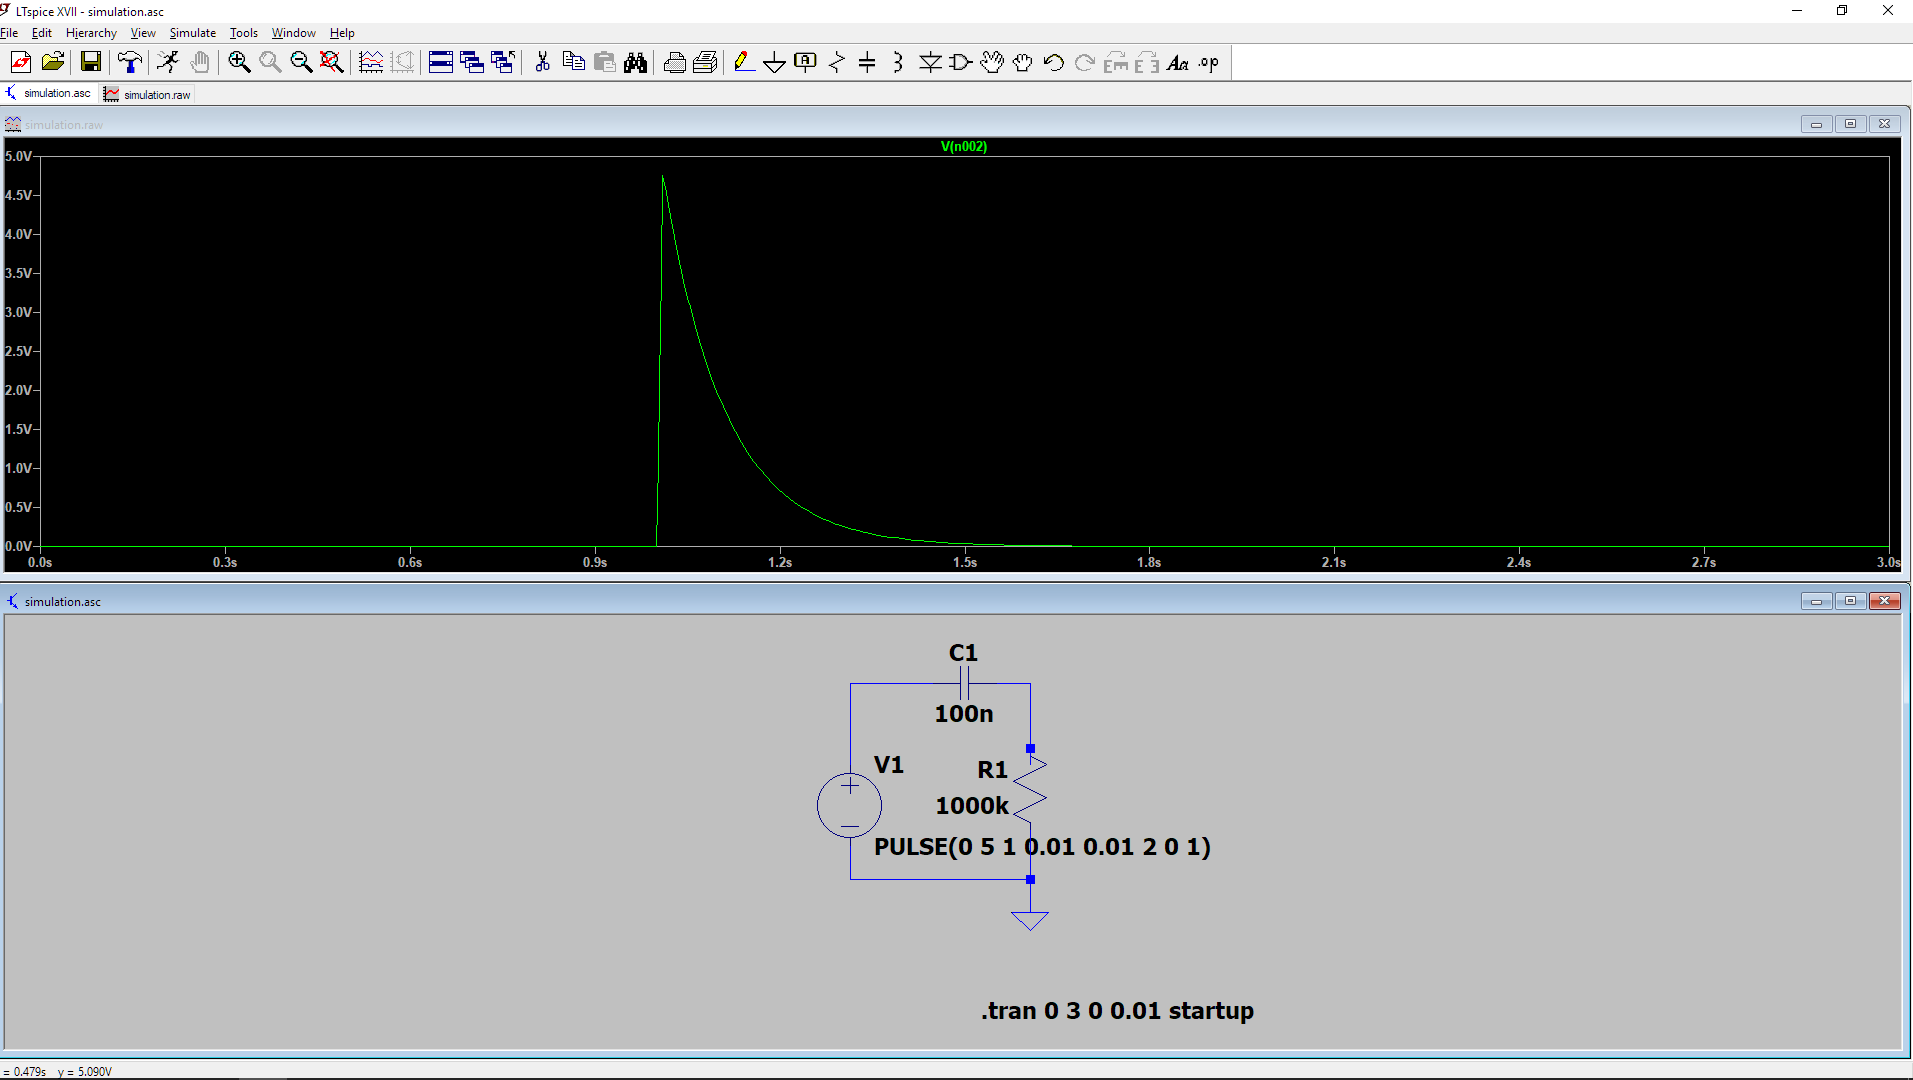 LTspice XVII - simulation.asc
File Edit Hierarchy View Simulate Tools Window Help
A Aa .op
simulation.asc simulation.raw
simulation.raw
V(n002)
5.0V
4.5V
4.0V
3.5V
3.0V
2.5V
2.0V
1.5V
1.0V
0.5V
0.0V
0.0s 0.3s 0.6s 0.9s 1.2s 1.5s 1.8s 2.1s 2.4s 2.7s 3.0s
simulation.asc
C1
100n
V1
R1
1000k
PULSE(0 5 1 0.01 0.01 2 0 1)
.tran 0 3 0 0.01 startup
= 0.479s y = 5.090V